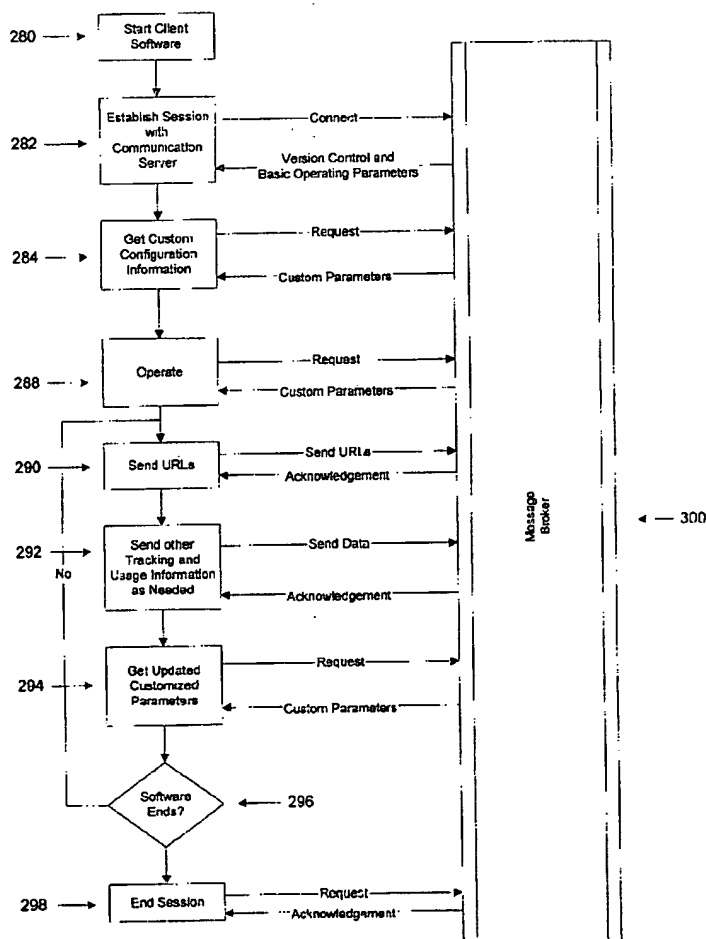 280
Start Client
Software
282
Establish Session
with
Communication
Server
Connect
Version Control and
Basic Operating Parameters
284
Get Custom
Configuration
Information
Request
Custom Parameters
288
Operate
Request
Custom Parameters
290
Send URLs
Send URLs
Acknowledgement
Message
Broker
300
292
Send other
Tracking and
Usage Information
as Needed
Send Data
Acknowledgement
No
294
Get Updated
Customized
Parameters
Request
Custom Parameters
Software
Ends?
296
298
End Session
Request
Acknowledgement